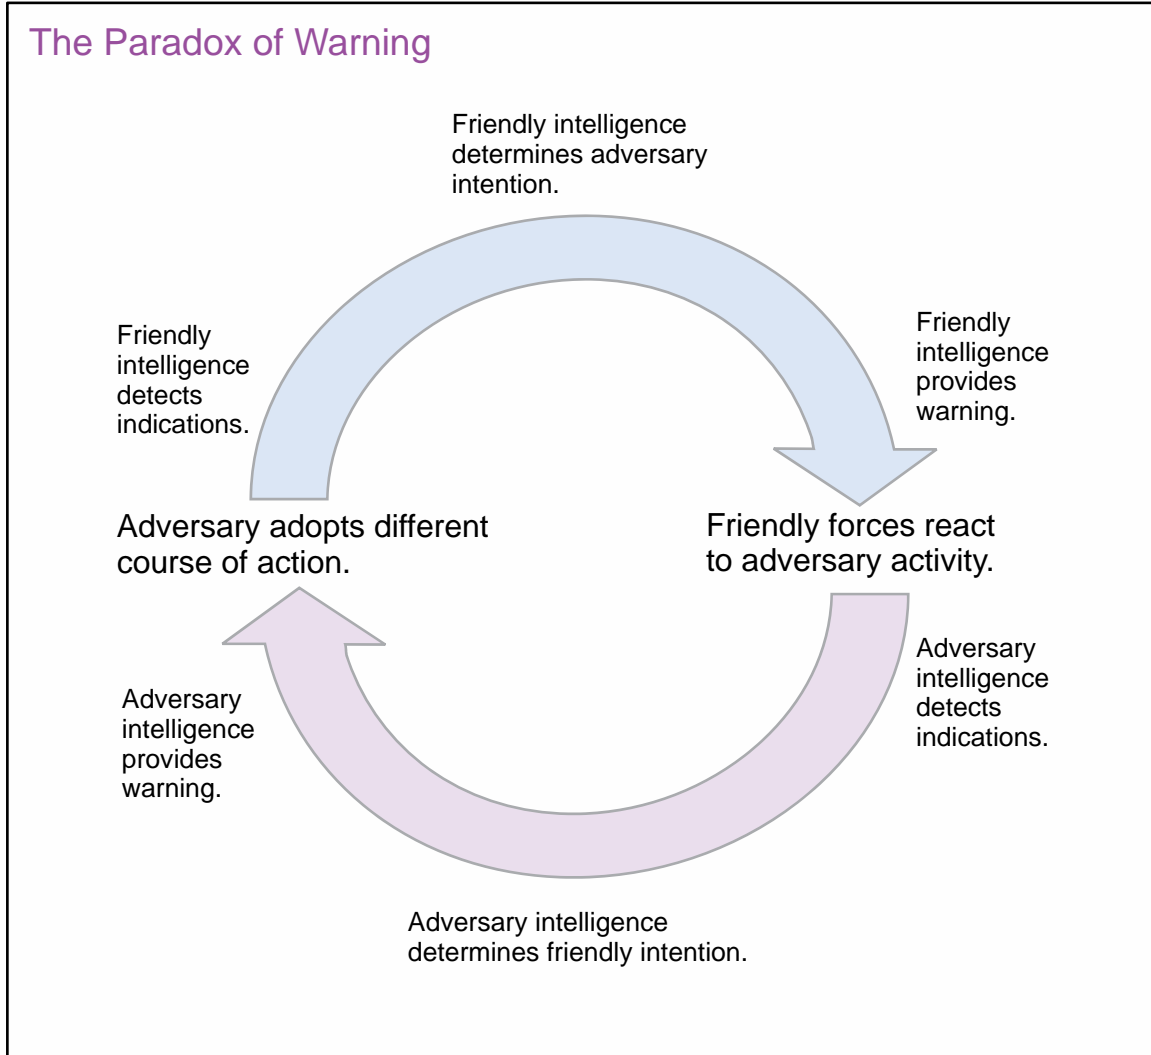 The Paradox of Warning
Friendly intelligence
determines adversary
intention.
Friendly
intelligence
detects
indications.
Friendly
intelligence
provides
warning.
Adversary adopts different
course of action.
Friendly forces react
to adversary activity.
Adversary
intelligence
detects
indications.
Adversary
intelligence
provides
warning.
Adversary intelligence
determines friendly intention.